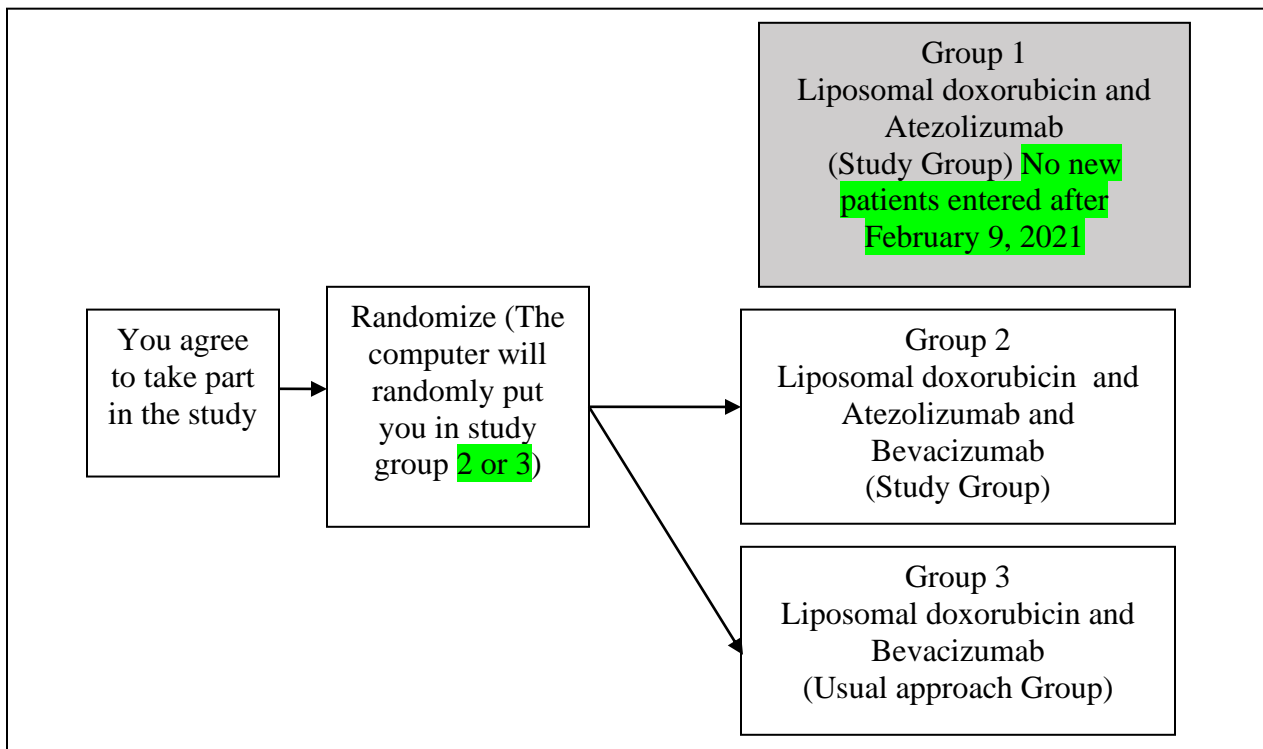 Group 1
Liposomal doxorubicin and
Atezolizumab
(Study Group) No new
patients entered after
February 9, 2021
You agree
to take part
in the study
Randomize (The
computer will
randomly put
you in study
group 2 or 3)
Group 2
Liposomal doxorubicin and
Atezolizumab and
Bevacizumab
(Study Group)
Group 3
Liposomal doxorubicin and
Bevacizumab
(Usual approach Group)